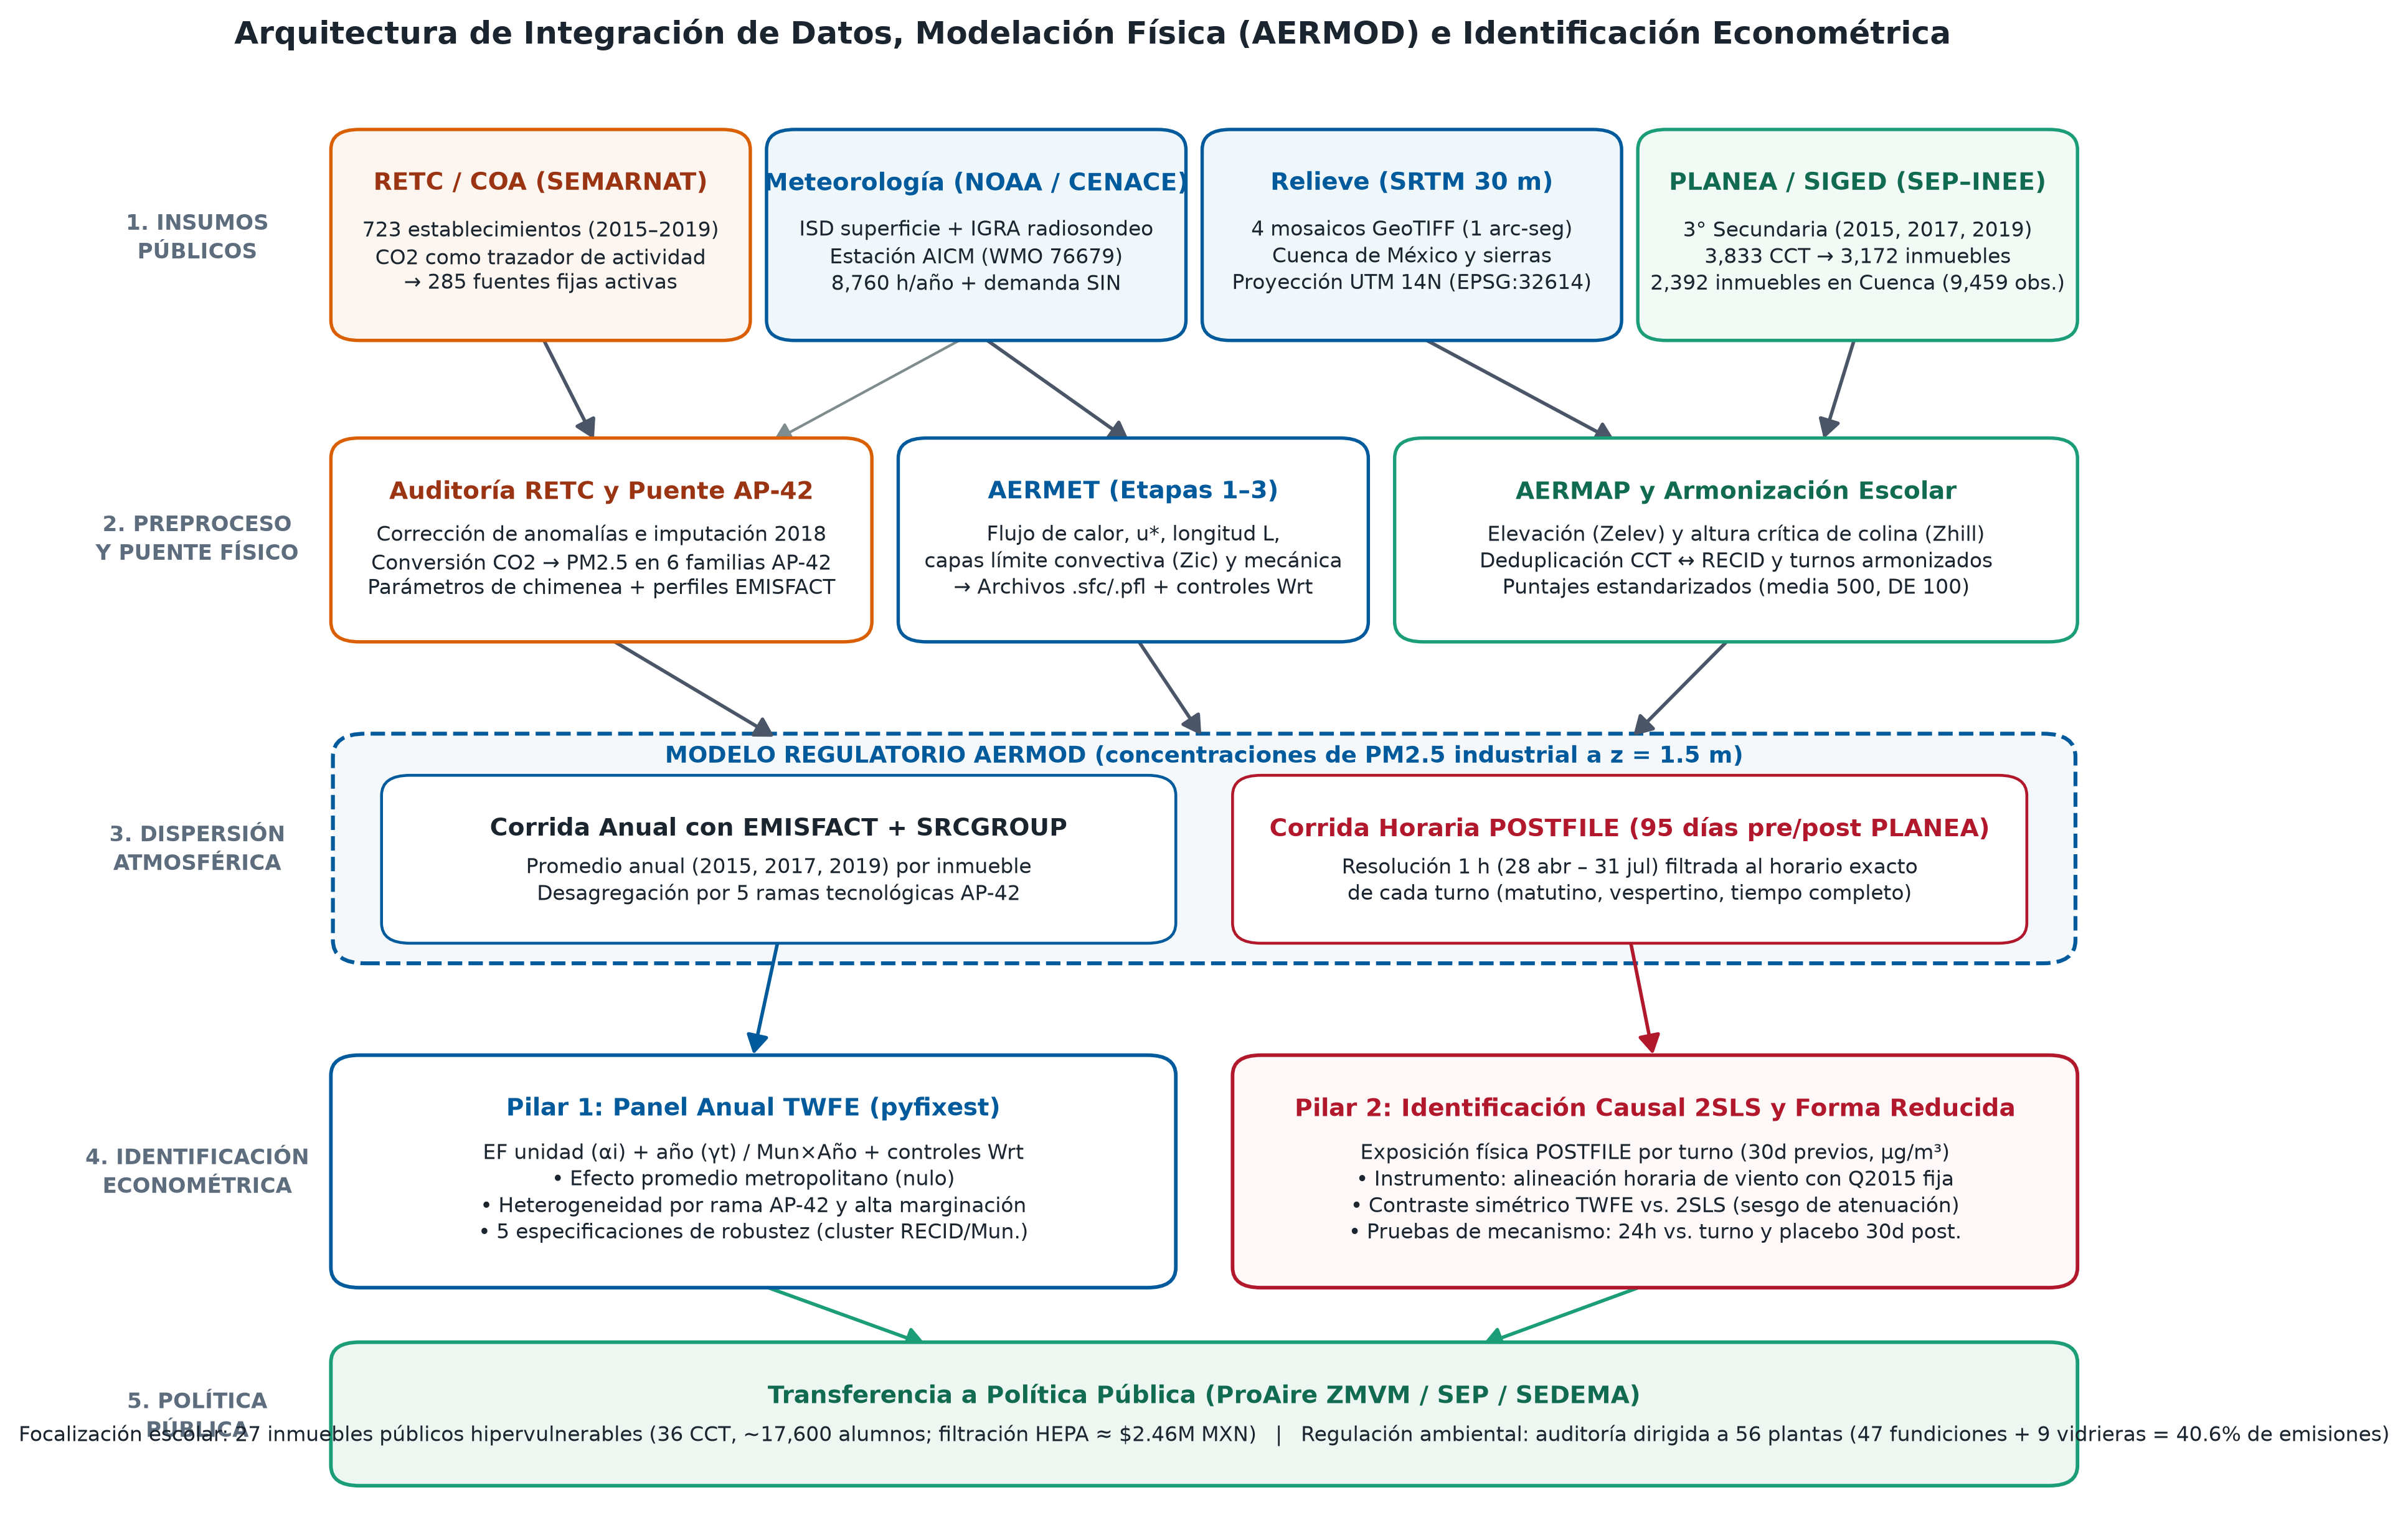 Arquitectura de Integración de Datos, Modelación Física (AERMOD) e Identificación Econométrica
1. INSUMOS
PÚBLICOS
RETC / COA (SEMARNAT)
723 establecimientos (2015–2019)
CO2 como trazador de actividad
→ 285 fuentes fijas activas
Meteorología (NOAA / CENACE)
ISD superficie + IGRA radiosondeo
Estación AICM (WMO 76679)
8,760 h/año + demanda SIN
Relieve (SRTM 30 m)
4 mosaicos GeoTIFF (1 arc-seg)
Cuenca de México y sierras
Proyección UTM 14N (EPSG:32614)
PLANEA / SIGED (SEP–INEE)
3° Secundaria (2015, 2017, 2019)
3,833 CCT → 3,172 inmuebles
2,392 inmuebles en Cuenca (9,459 obs.)
2. PREPROCESO
Y PUENTE FÍSICO
Auditoría RETC y Puente AP-42
Corrección de anomalías e imputación 2018
Conversión CO2 → PM2.5 en 6 familias AP-42
Parámetros de chimenea + perfiles EMISFACT
AERMET (Etapas 1–3)
Flujo de calor, u*, longitud L,
capas límite convectiva (Zic) y mecánica
→ Archivos .sfc/.pfl + controles Wrt
AERMAP y Armonización Escolar
Elevación (Zelev) y altura crítica de colina (Zhill)
Deduplicación CCT ↔ RECID y turnos armonizados
Puntajes estandarizados (media 500, DE 100)
3. DISPERSIÓN
ATMOSFÉRICA
MODELO REGULATORIO AERMOD (concentraciones de PM2.5 industrial a z = 1.5 m)
Corrida Anual con EMISFACT + SRCGROUP
Promedio anual (2015, 2017, 2019) por inmueble
Desagregación por 5 ramas tecnológicas AP-42
Corrida Horaria POSTFILE (95 días pre/post PLANEA)
Resolución 1 h (28 abr – 31 jul) filtrada al horario exacto
de cada turno (matutino, vespertino, tiempo completo)
4. IDENTIFICACIÓN
ECONOMÉTRICA
Pilar 1: Panel Anual TWFE (pyfixest)
EF unidad (αi) + año (γt) / Mun×Año + controles Wrt
• Efecto promedio metropolitano (nulo)
• Heterogeneidad por rama AP-42 y alta marginación
• 5 especificaciones de robustez (cluster RECID/Mun.)
Pilar 2: Identificación Causal 2SLS y Forma Reducida
Exposición física POSTFILE por turno (30d previos, µg/m³)
• Instrumento: alineación horaria de viento con Q2015 fija
• Contraste simétrico TWFE vs. 2SLS (sesgo de atenuación)
• Pruebas de mecanismo: 24h vs. turno y placebo 30d post.
5. POLÍTICA
PÚBLICA
Transferencia a Política Pública (ProAire ZMVM / SEP / SEDEMA)
Focalización escolar: 27 inmuebles públicos hipervulnerables (36 CCT, ~17,600 alumnos; filtración HEPA ≈ $2.46M MXN) | Regulación ambiental: auditoría dirigida a 56 plantas (47 fundiciones + 9 vidrieras = 40.6% de emisiones)